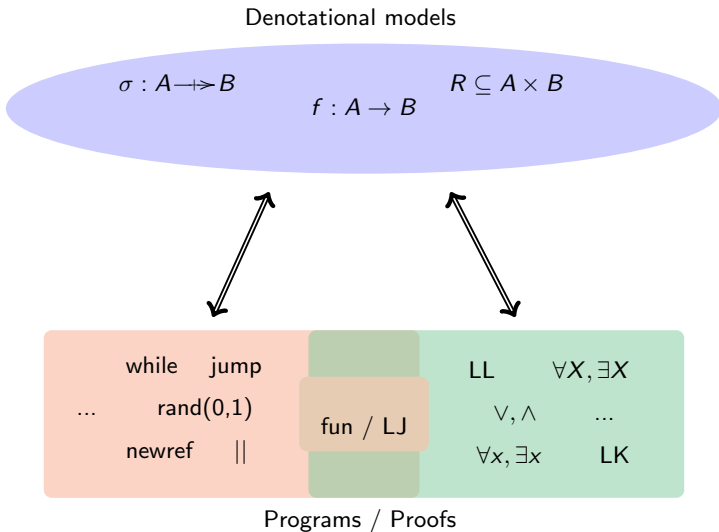 Denotational models
σ : A ⇸ B
f : A → B
R ⊆ A × B
while jump
... rand(0,1)
newref ||
fun / LJ
LL ∀X, ∃X
∨, ∧ ...
∀x, ∃x LK
Programs / Proofs